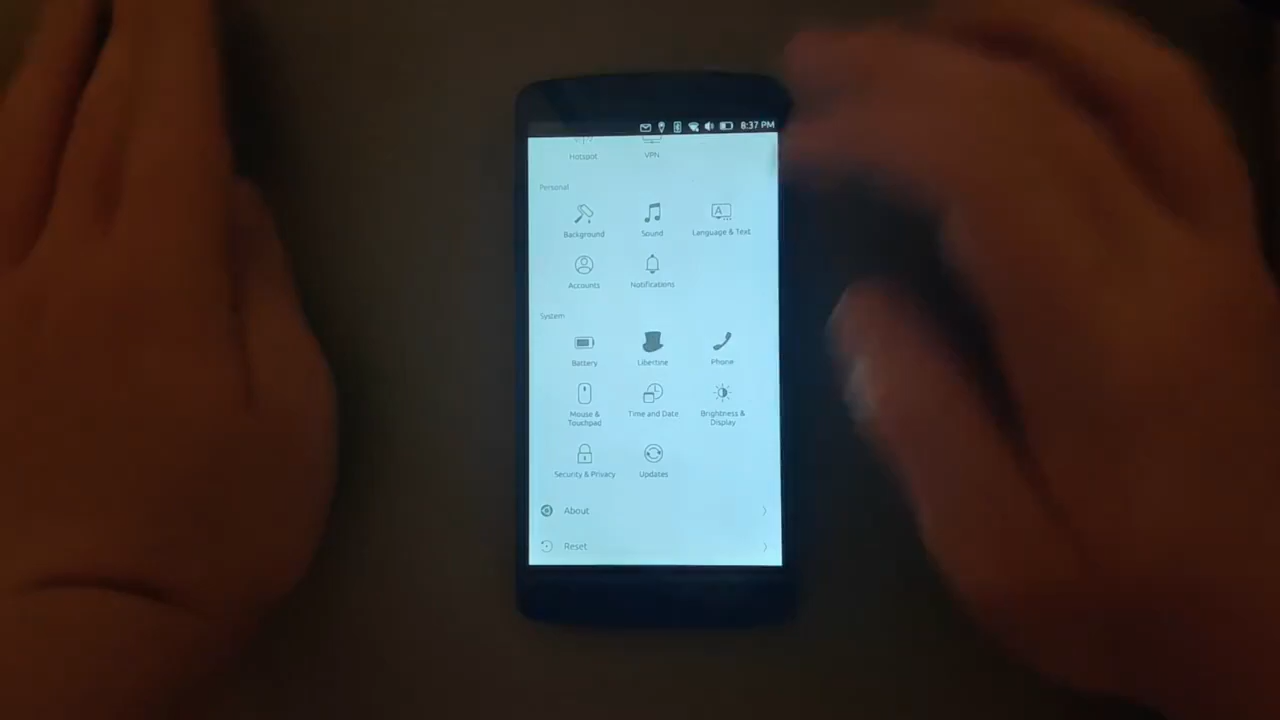 8:37 PM
Hotspot VPN
Personal
Background Sound Language & Text
Accounts Notifications
System
Battery Libertine Phone
Mouse & Touchpad Time and Date Brightness & Display
Security & Privacy Updates
About
Reset